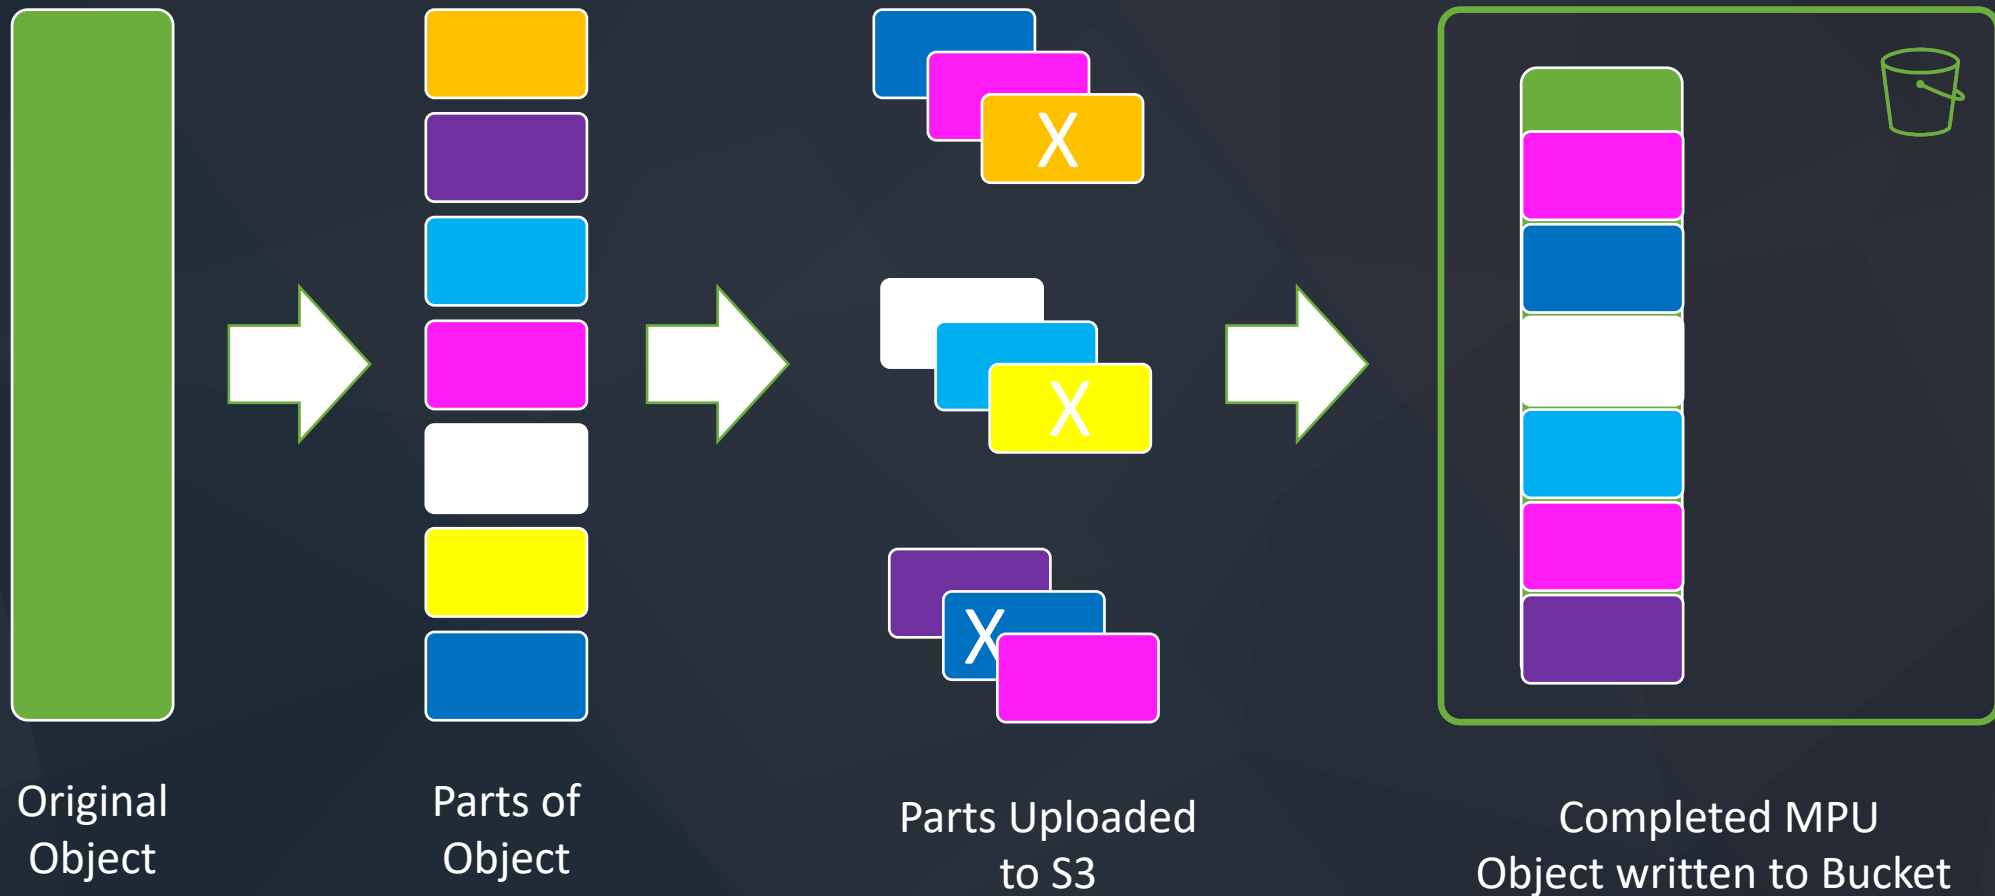 X
X
X
Original
Object
Parts of
Object
Parts Uploaded
to S3
Completed MPU
Object written to Bucket